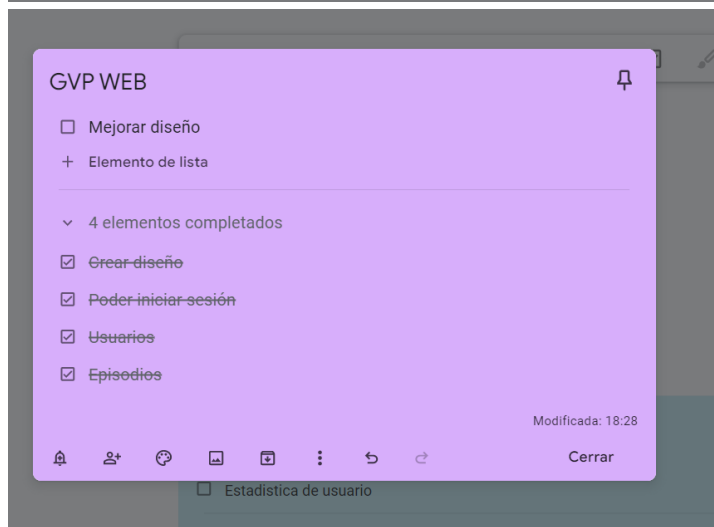 GVP WEB
Mejorar diseño
Elemento de lista
4 elementos completados
Crear diseño
Poder iniciar sesión
Usuarios
Episodios
Modificada: 18:28
Cerrar
Estadistica de usuario